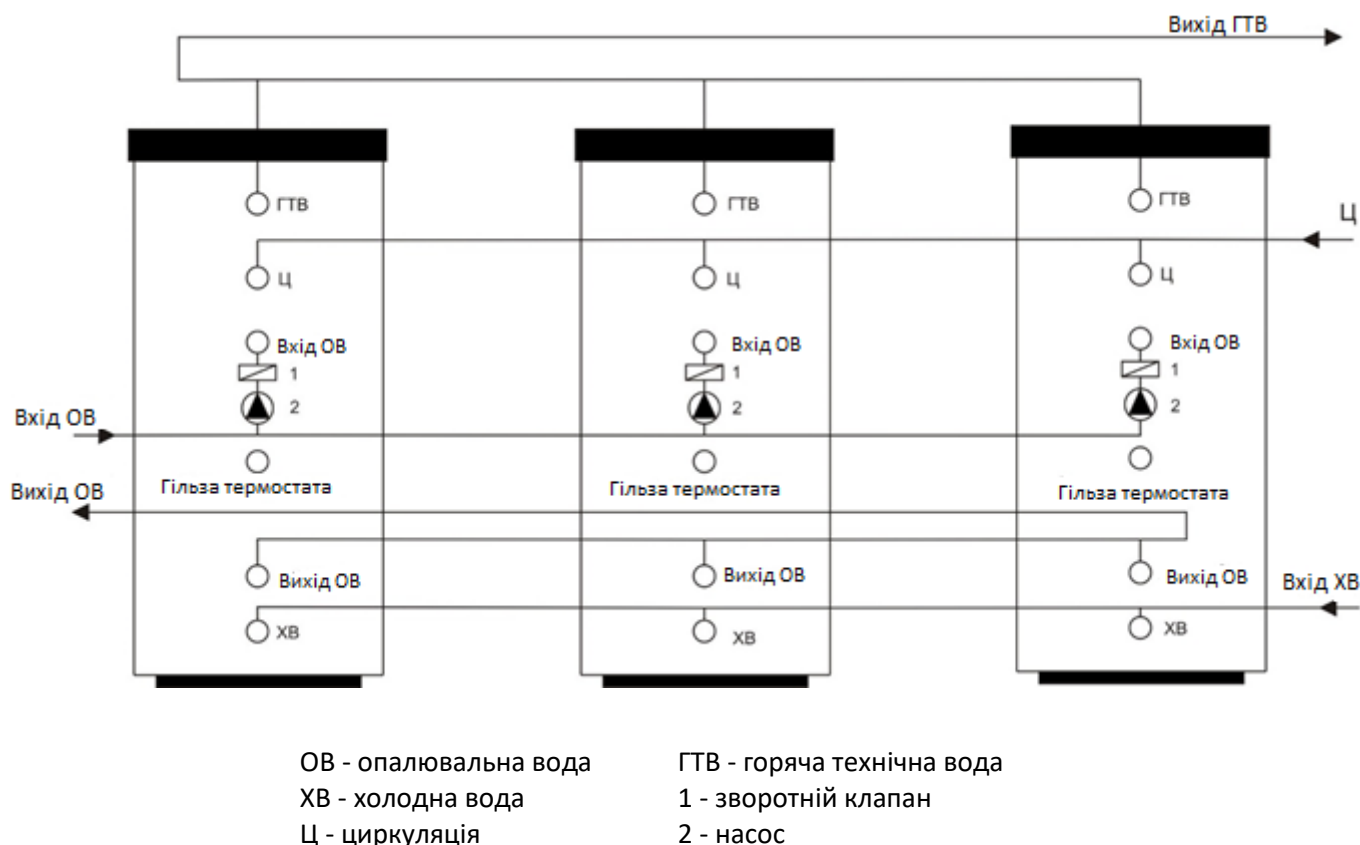 Вихід ГТВ
ГТВ ГТВ ГТВ
Ц
Ц Ц Ц
Вхід ОВ Вхід ОВ Вхід ОВ
1 1 1
2 2 2
Вхід ОВ
Гільза термостата Гільза термостата Гільза термостата
Вихід ОВ
Вихід ОВ Вихід ОВ Вихід ОВ
Вхід ХВ
ХВ ХВ ХВ
ОВ - опалювальна вода ГТВ - горяча технічна вода
ХВ - холодна вода 1 - зворотній клапан
Ц - циркуляція 2 - насос